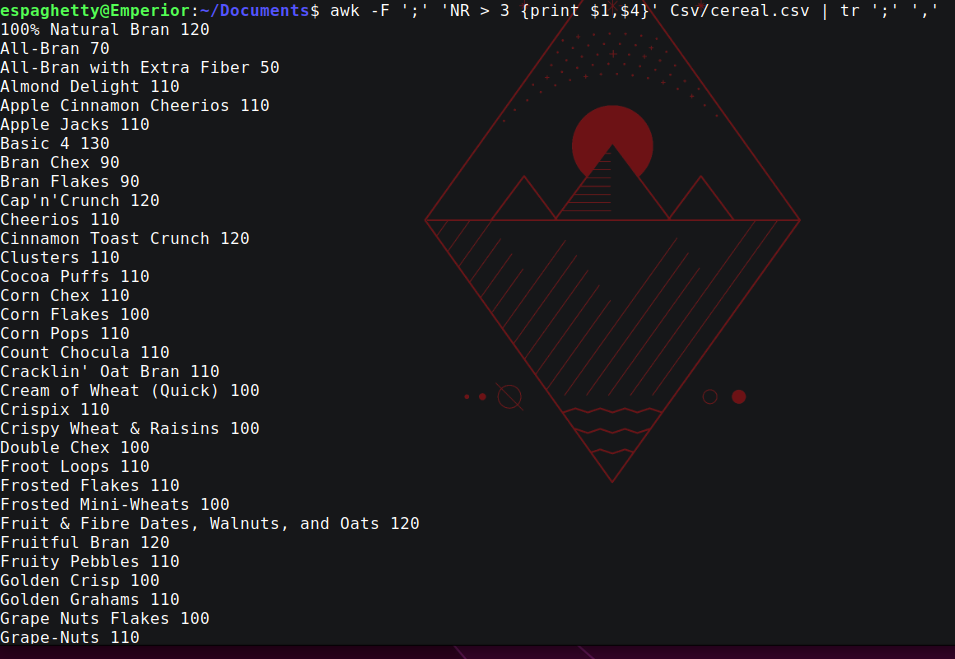 espaghetty@Emperior:~/Documents$ awk -F ';' 'NR > 3 {print $1,$4}' Csv/cereal.csv | tr ';' ','
100% Natural Bran 120
All-Bran 70
All-Bran with Extra Fiber 50
Almond Delight 110
Apple Cinnamon Cheerios 110
Apple Jacks 110
Basic 4 130
Bran Chex 90
Bran Flakes 90
Cap'n'Crunch 120
Cheerios 110
Cinnamon Toast Crunch 120
Clusters 110
Cocoa Puffs 110
Corn Chex 110
Corn Flakes 100
Corn Pops 110
Count Chocula 110
Cracklin' Oat Bran 110
Cream of Wheat (Quick) 100
Crispix 110
Crispy Wheat & Raisins 100
Double Chex 100
Froot Loops 110
Frosted Flakes 110
Frosted Mini-Wheats 100
Fruit & Fibre Dates, Walnuts, and Oats 120
Fruitful Bran 120
Fruity Pebbles 110
Golden Crisp 100
Golden Grahams 110
Grape Nuts Flakes 100
Grape-Nuts 110